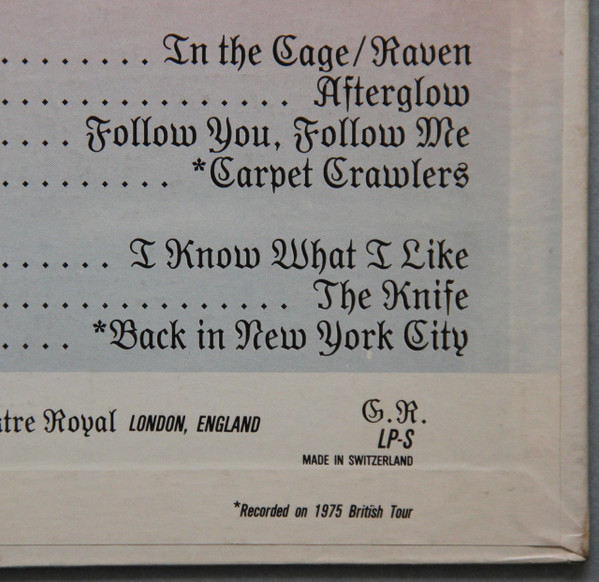 . . . . . . . . In the Cage/Raven
. . . . . . . . . . . . . . . Afterglow
. . . . Follow You, Follow Me
. . . . . . . . . *Carpet Crawlers
. . . . . . I Know What I Like
. . . . . . . . . . . . . . . The Knife
. . . . *Back in New York City
tre Royal LONDON, ENGLAND
G.R.
LP-S
MADE IN SWITZERLAND
*Recorded on 1975 British Tour